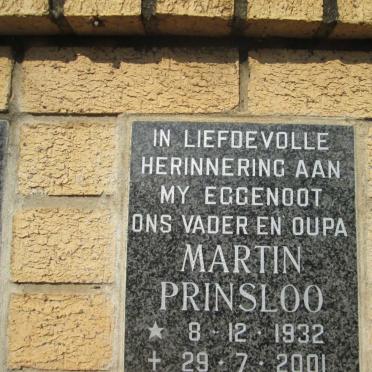 IN LIEFDEVOLLE
HERINNERING AAN
MY EGGENOOT
ONS VADER EN OUPA
MARTIN
PRINSLOO
★ 8 · 12 · 1932
✝ 29 · 7 · 2001